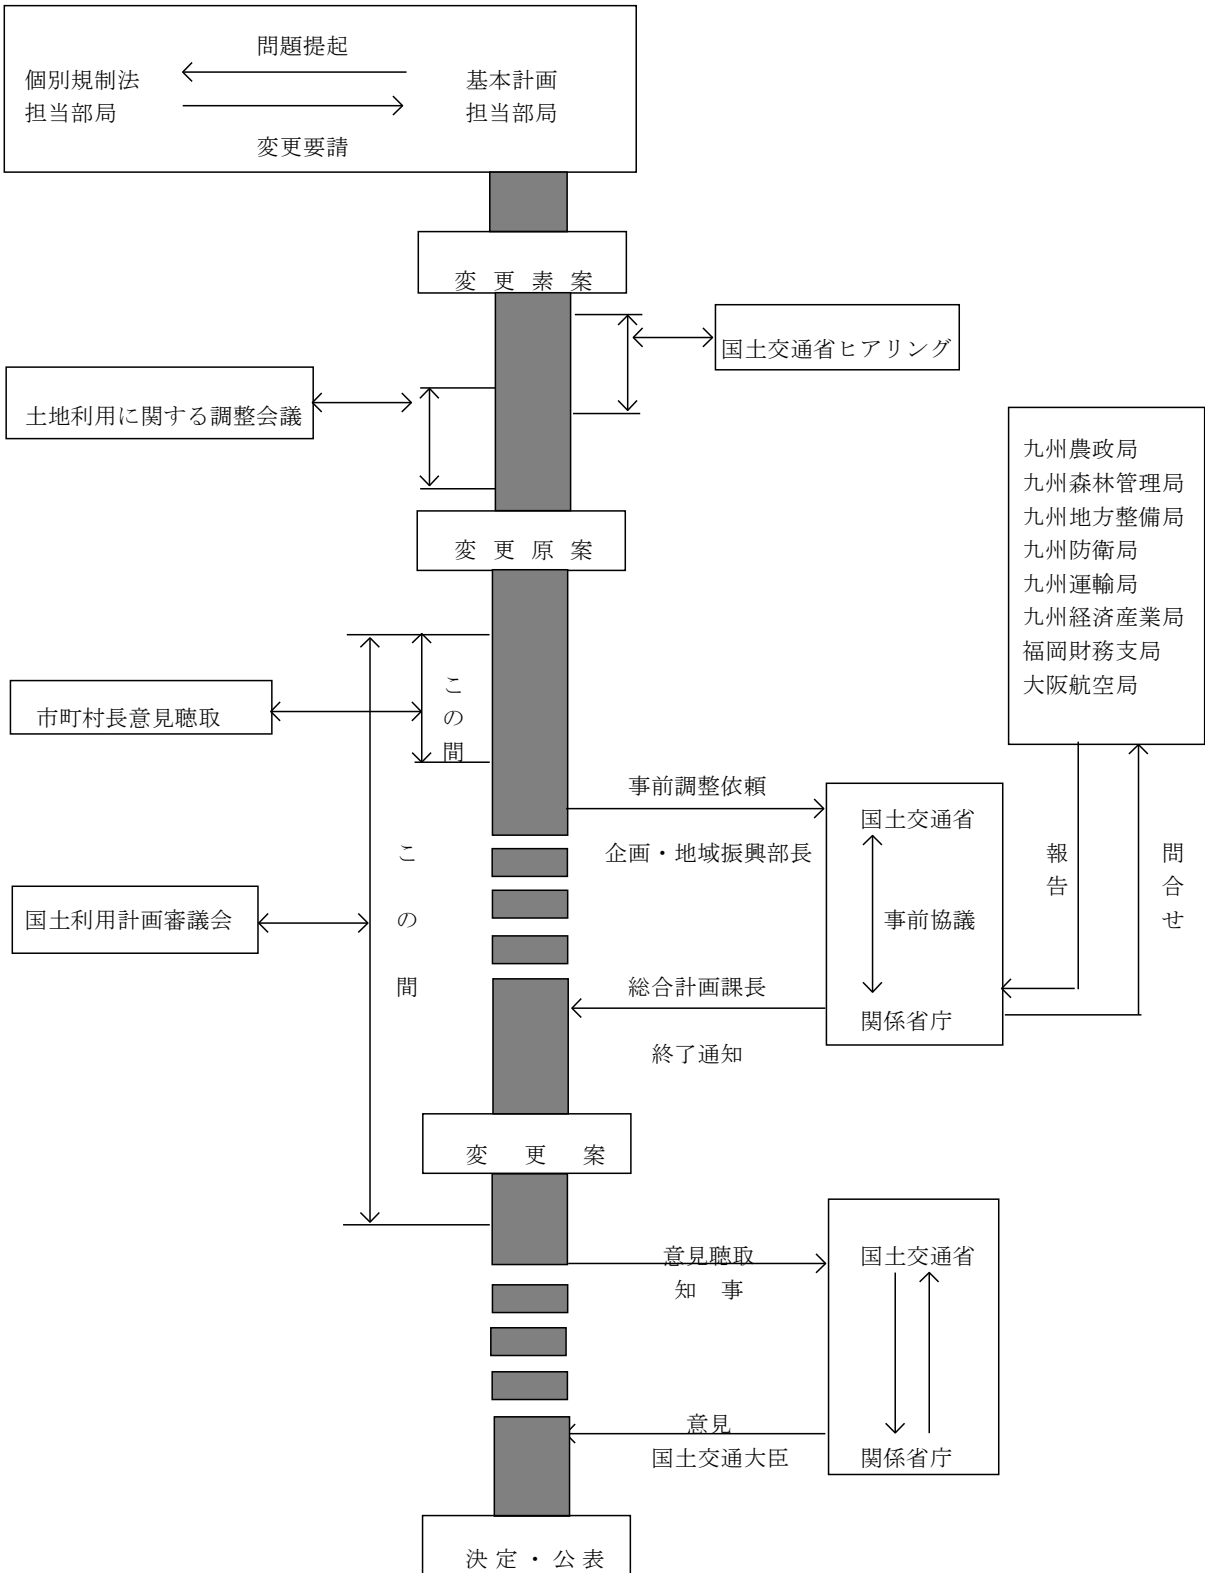 問題提起
個別規制法
担当部局
基本計画
担当部局
変更要請
変更素案
国土交通省ヒアリング
土地利用に関する調整会議
変更原案
九州農政局
九州森林管理局
九州地方整備局
九州防衛局
九州運輸局
九州経済産業局
福岡財務支局
大阪航空局
この間
市町村長意見聴取
事前調整依頼
企画・地域振興部長
国土交通省
事前協議
関係省庁
報告
問合せ
この間
国土利用計画審議会
総合計画課長
終了通知
変更案
意見聴取
知事
国土交通省
関係省庁
意見
国土交通大臣
決定・公表